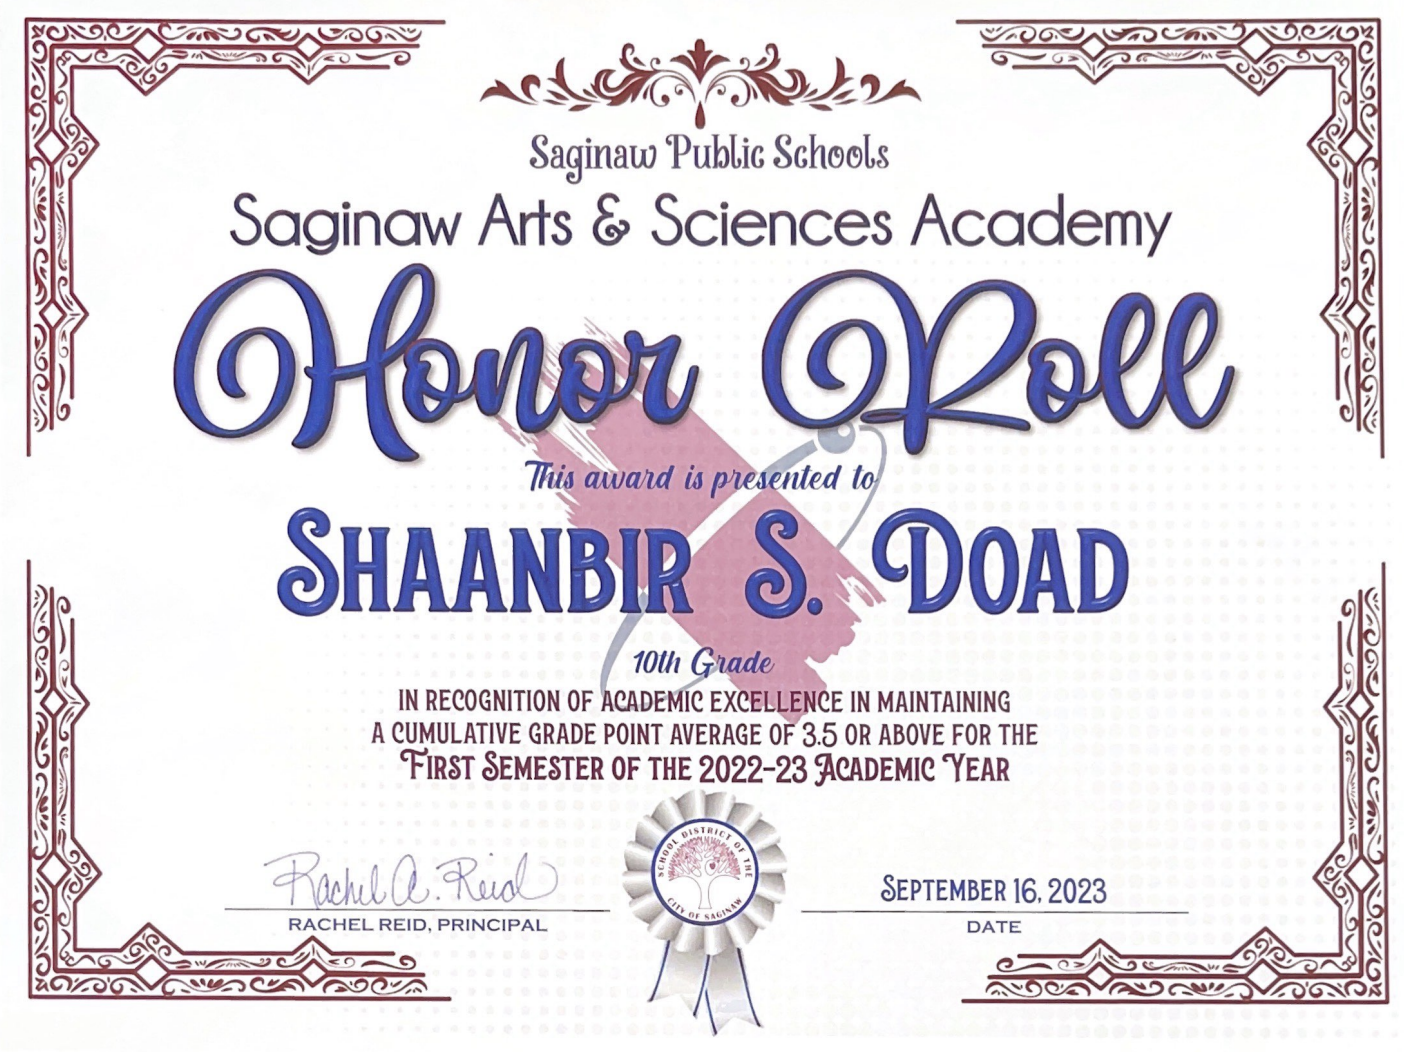 Saginaw Public Schools
Saginaw Arts & Sciences Academy
Honor Roll
This award is presented to
SHAANBIR S. DOAD
10th Grade
IN RECOGNITION OF ACADEMIC EXCELLENCE IN MAINTAINING
A CUMULATIVE GRADE POINT AVERAGE OF 3.5 OR ABOVE FOR THE
FIRST SEMESTER OF THE 2022-23 ACADEMIC YEAR
SCHOOL DISTRICT OF THE
CITY OF SAGINAW
Rachel A. Reid
SEPTEMBER 16, 2023
RACHEL REID, PRINCIPAL
DATE